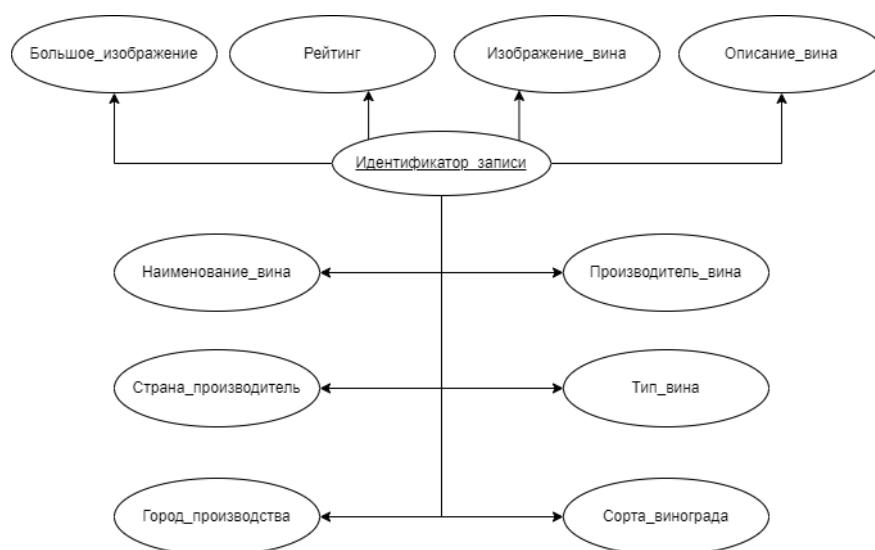 Большое_изображение
Рейтинг
Изображение_вина
Описание_вина
Идентификатор_записи
Наименование_вина
Производитель_вина
Страна_производитель
Тип_вина
Город_производства
Сорта_винограда